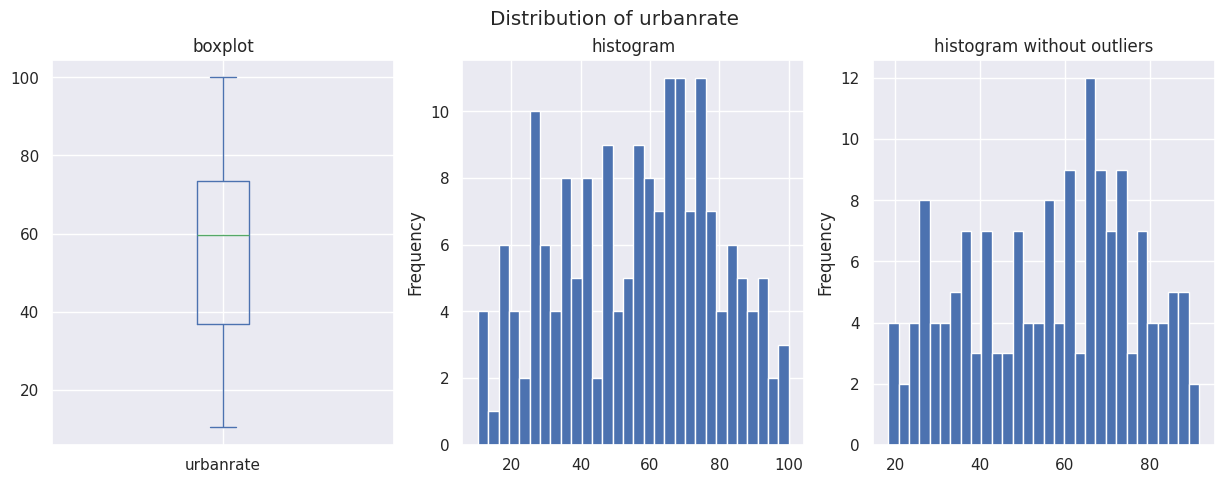 Distribution of urbanrate
boxplot
100
80
60
40
20
urbanrate
histogram
Frequency
10
8
6
4
2
0
20 40 60 80 100
histogram without outliers
Frequency
12
10
8
6
4
2
0
20 40 60 80